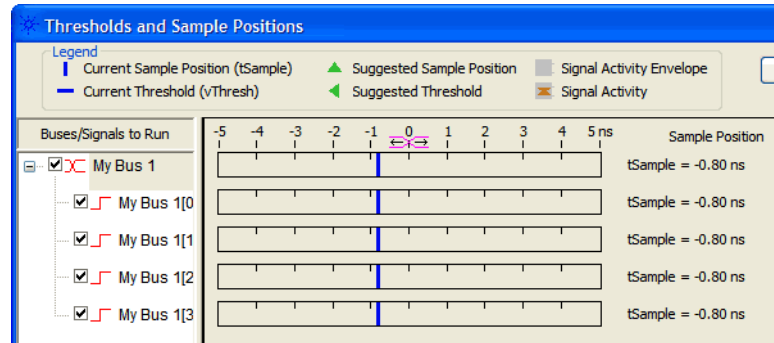 Thresholds and Sample Positions
Legend
Current Sample Position (tSample)
Suggested Sample Position
Signal Activity Envelope
Current Threshold (vThresh)
Suggested Threshold
Signal Activity
Buses/Signals to Run
-5 -4 -3 -2 -1 0 1 2 3 4 5 ns
Sample Position
My Bus 1
tSample = -0.80 ns
My Bus 1[0
tSample = -0.80 ns
My Bus 1[1
tSample = -0.80 ns
My Bus 1[2
tSample = -0.80 ns
My Bus 1[3
tSample = -0.80 ns